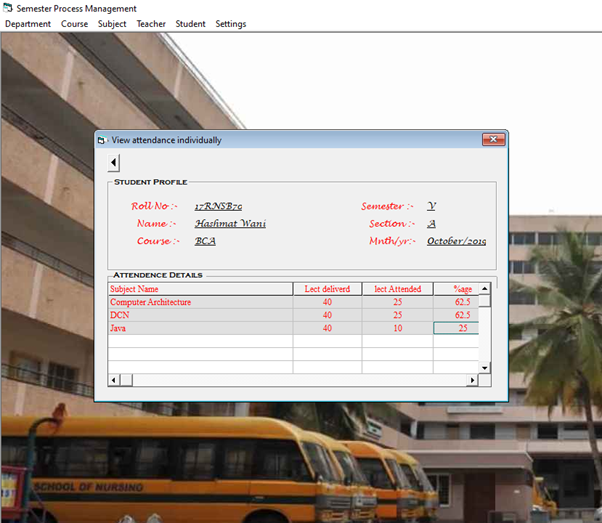 Semester Process Management
Department Course Subject Teacher Student Settings
View attendance individually
Student Profile
Roll No :- 17RNSB70 Semester :- V
Name :- Hashmat Wani Section :- A
Course :- BCA Mnth/yr:- October/2019
Attendence Details
Subject Name Lect deliverd lect Attended %age
Computer Architecture 40 25 62.5
DCN 40 25 62.5
Java 40 10 25
SCHOOL OF NURSING